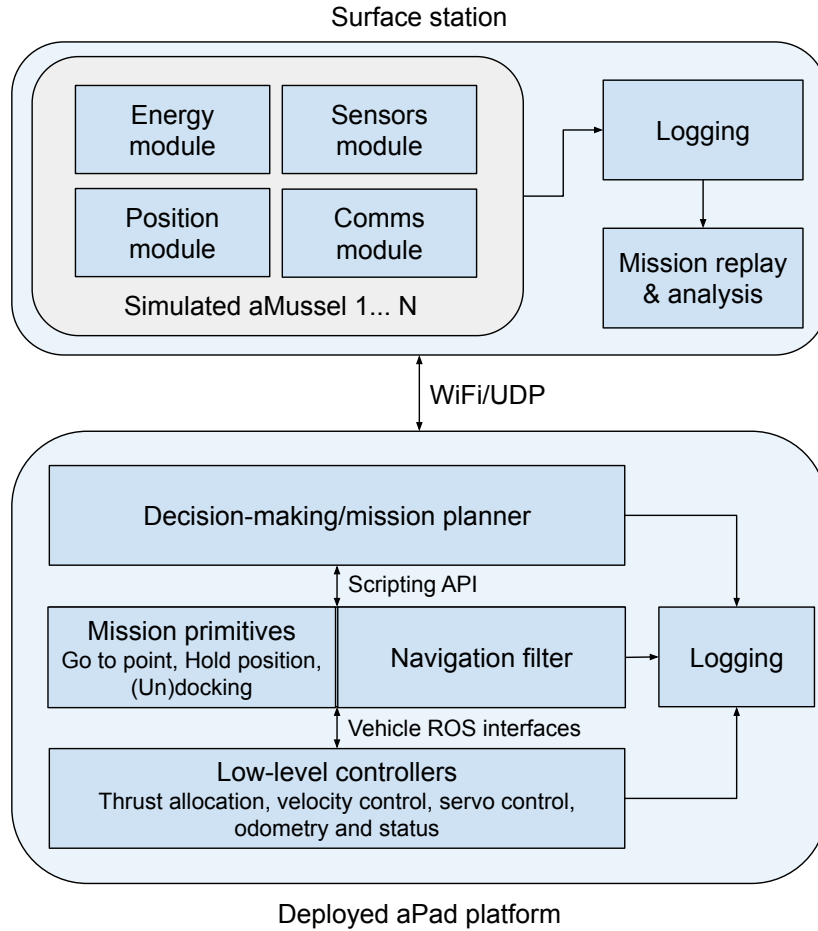 Surface station
Energy
module
Sensors
module
Position
module
Comms
module
Simulated aMussel 1... N
Logging
Mission replay
& analysis
WiFi/UDP
Decision-making/mission planner
Scripting API
Mission primitives
Go to point, Hold position,
(Un)docking
Navigation filter
Logging
Vehicle ROS interfaces
Low-level controllers
Thrust allocation, velocity control, servo control,
odometry and status
Deployed aPad platform